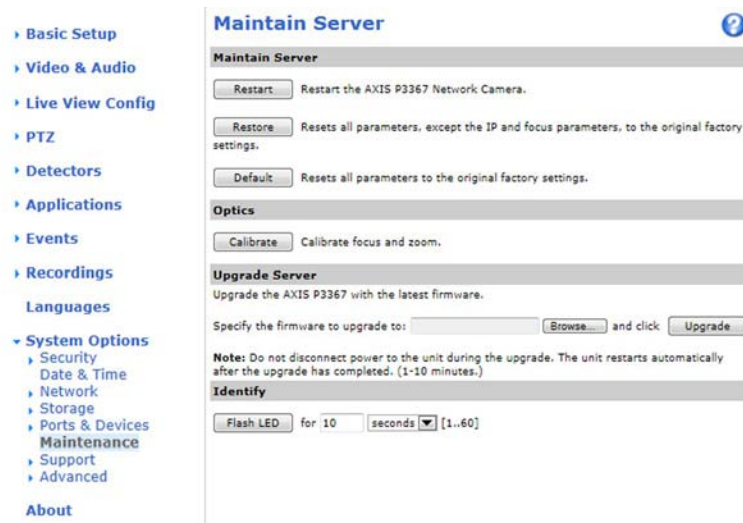 Basic Setup
Video & Audio
Live View Config
PTZ
Detectors
Applications
Events
Recordings
Languages
System Options
Security
Date & Time
Network
Storage
Ports & Devices
Maintenance
Support
Advanced
About
Maintain Server
?
Maintain Server
Restart Restart the AXIS P3367 Network Camera.
Restore Resets all parameters, except the IP and focus parameters, to the original factory
settings.
Default Resets all parameters to the original factory settings.
Optics
Calibrate Calibrate focus and zoom.
Upgrade Server
Upgrade the AXIS P3367 with the latest firmware.
Specify the firmware to upgrade to: Browse... and click Upgrade
Note: Do not disconnect power to the unit during the upgrade. The unit restarts automatically
after the upgrade has completed. (1-10 minutes.)
Identify
Flash LED for 10 seconds [1..60]